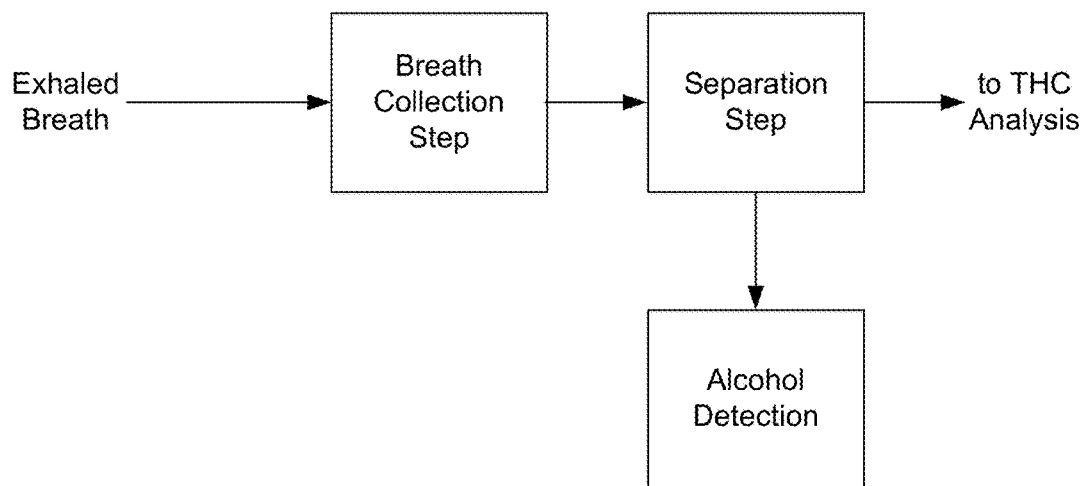 Exhaled
Breath
Breath
Collection
Step
Separation
Step
to THC
Analysis
Alcohol
Detection